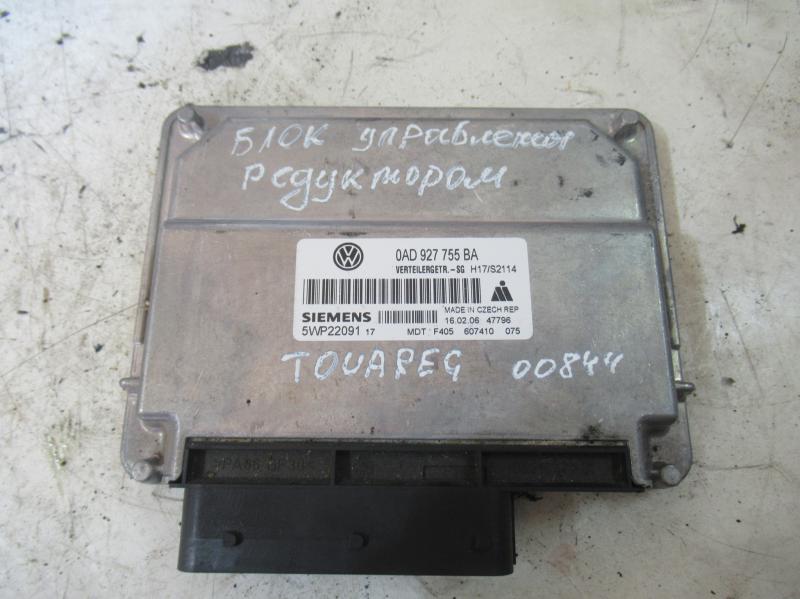 Блок управления
редуктором
0AD 927 755 BA
VERTEILERGETR.-SG H17/S2114
SIEMENS MADE IN CZECH REP
16.02.06 47796
5WP22091 17 MDT F405 607410 075
TOUAREG 00844